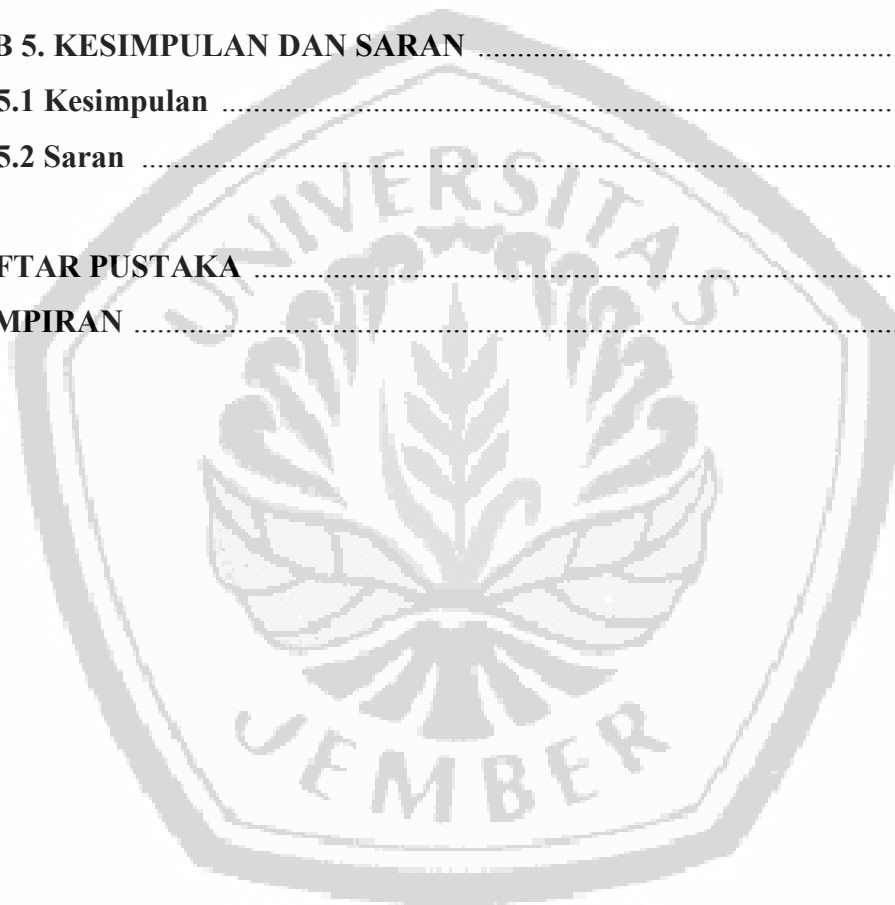 B 5. KESIMPULAN DAN SARAN ................................................
5.1 Kesimpulan ................................................
5.2 Saran ................................................
FTAR PUSTAKA ................................................
MPIRAN ................................................
UNIVERSITAS
JEMBER